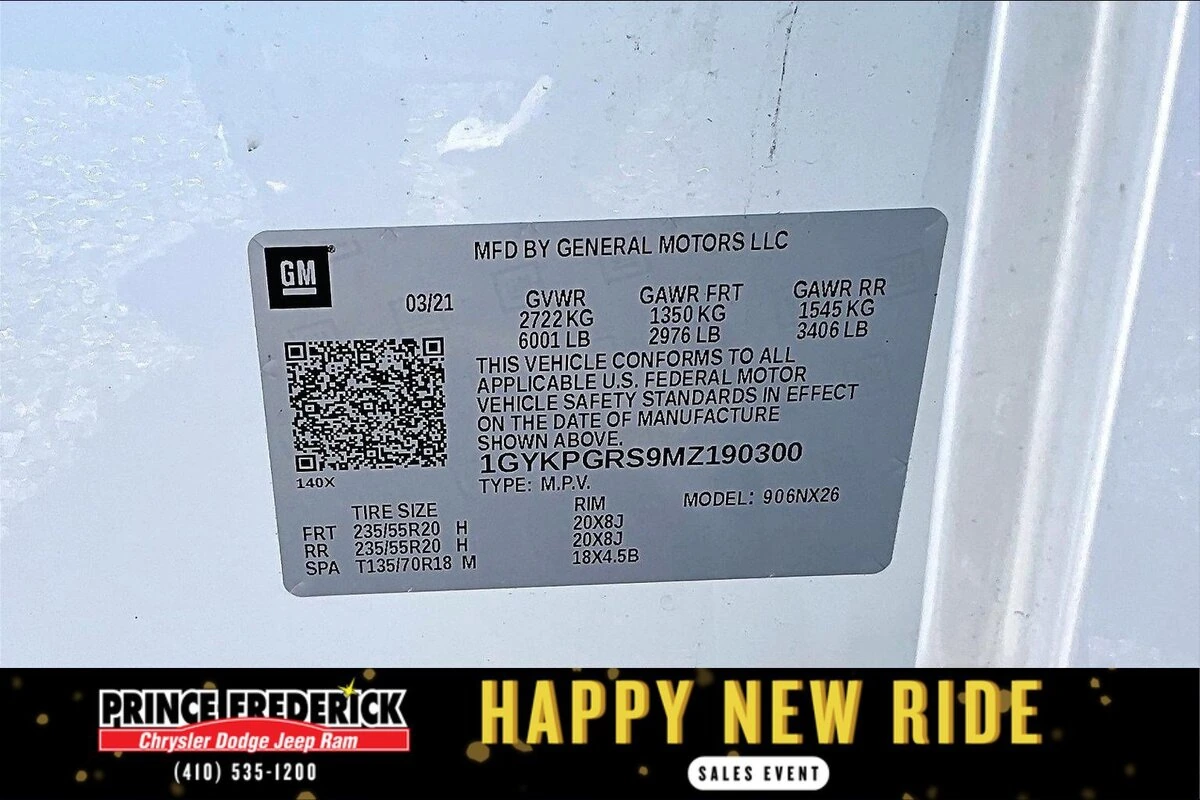 GM
MFD BY GENERAL MOTORS LLC
03/21 GVWR GAWR FRT GAWR RR
2722 KG 1350 KG 1545 KG
6001 LB 2976 LB 3406 LB
THIS VEHICLE CONFORMS TO ALL
APPLICABLE U.S. FEDERAL MOTOR
VEHICLE SAFETY STANDARDS IN EFFECT
ON THE DATE OF MANUFACTURE
SHOWN ABOVE.
1GYKPGRS9MZ190300
140X
TYPE: M.P.V. MODEL: 906NX26
TIRE SIZE RIM
FRT 235/55R20 H 20X8J
RR 235/55R20 H 20X8J
SPA T135/70R18 M 18X4.5B
PRINCE FREDERICK
Chrysler Dodge Jeep Ram
(410) 535-1200
HAPPY NEW RIDE
SALES EVENT